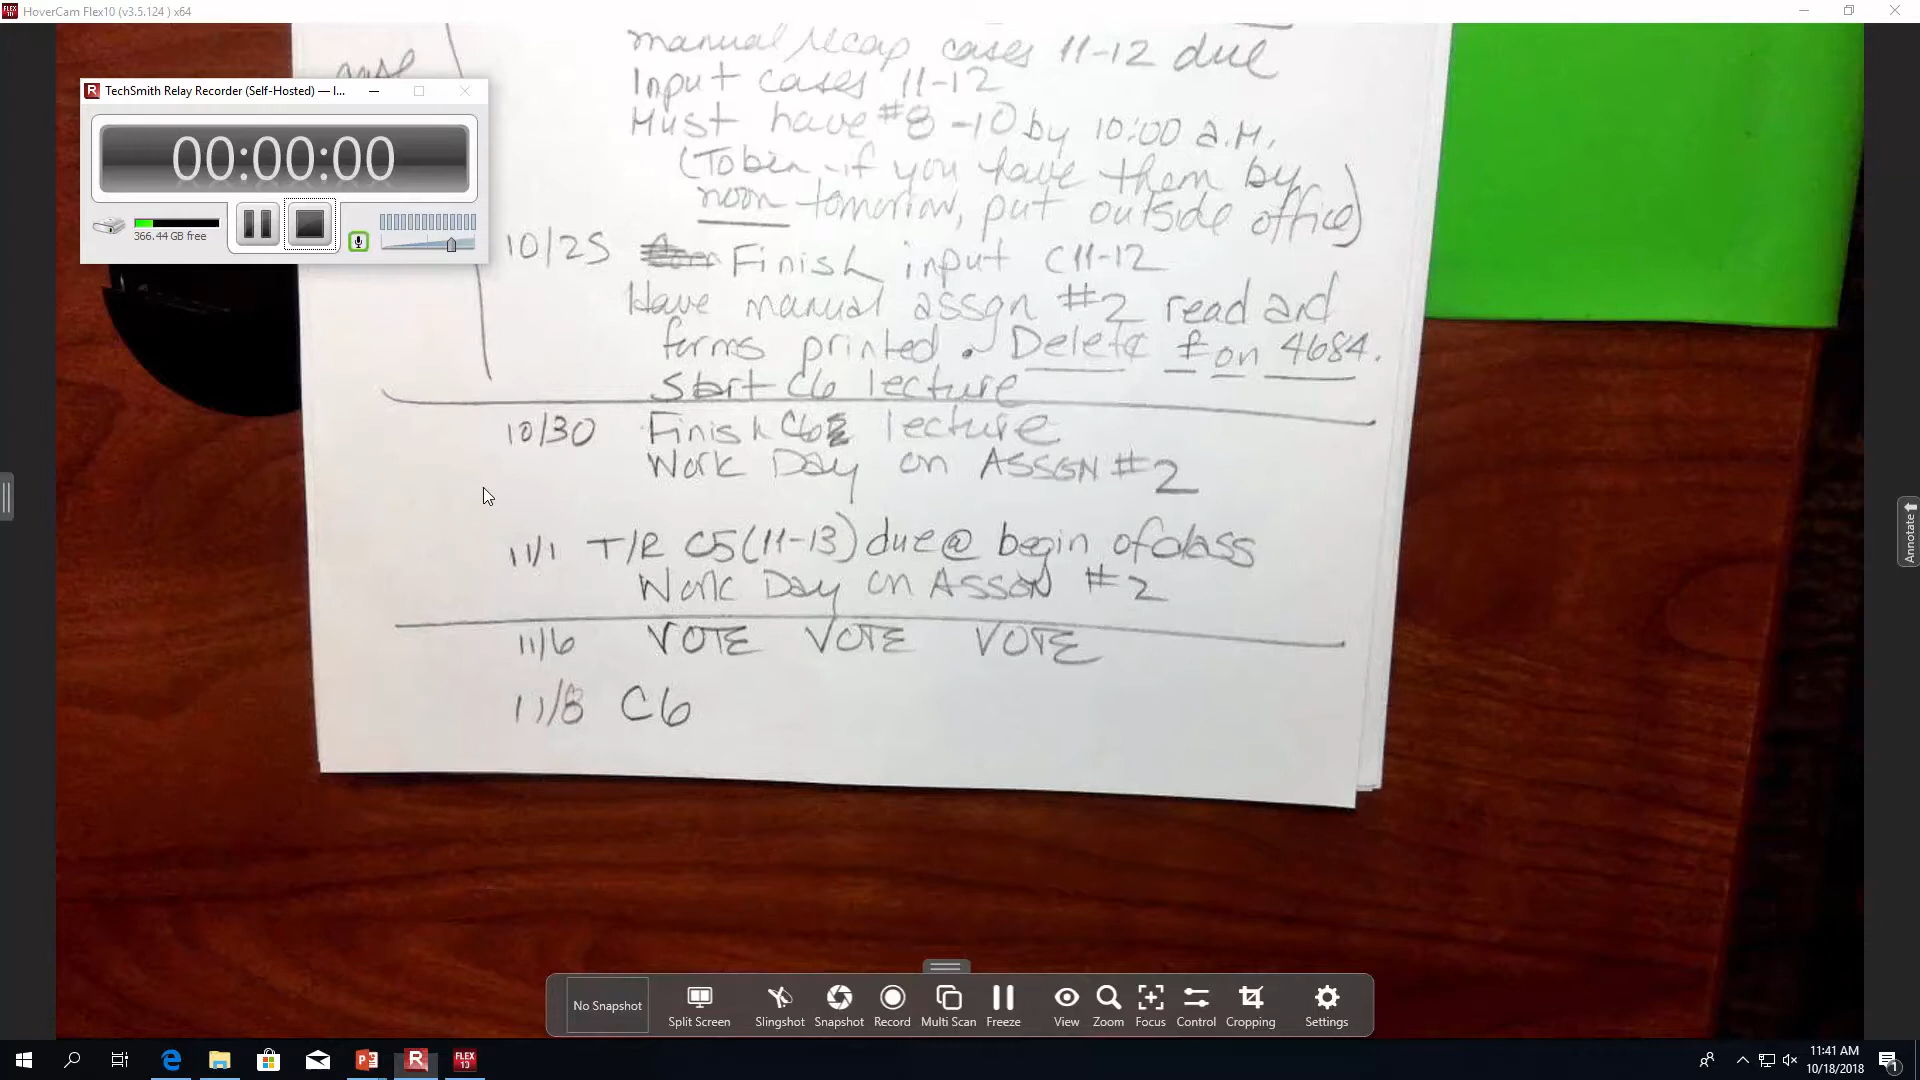 HoverCam Flex10 (v3.5.124 ) x64
TechSmith Relay Recorder (Self-Hosted) — I...
00:00:00
366.44 GB free
manual recap cases 11-12 due
Input cases 11-12
Must have #8-10 by 10:00 a.M.
(Tobin - if you have them by
noon tomorrow, put outside office)
10/25 Finish input C11-12
Have manual assgn #2 read and
forms printed. Delete f on 4684.
Start C6 lecture
10/30 Finish C6 lecture
Work Day on ASSGN #2
11/1 T/R C5(11-13) due @ begin of class
Work Day on ASSGN #2
11/6 VOTE VOTE VOTE
11/8 C6
Annotate
No Snapshot
Split Screen
Slingshot
Snapshot
Record
Multi Scan
Freeze
View
Zoom
Focus
Control
Cropping
Settings
FLEX
10
11:41 AM
10/18/2018
1